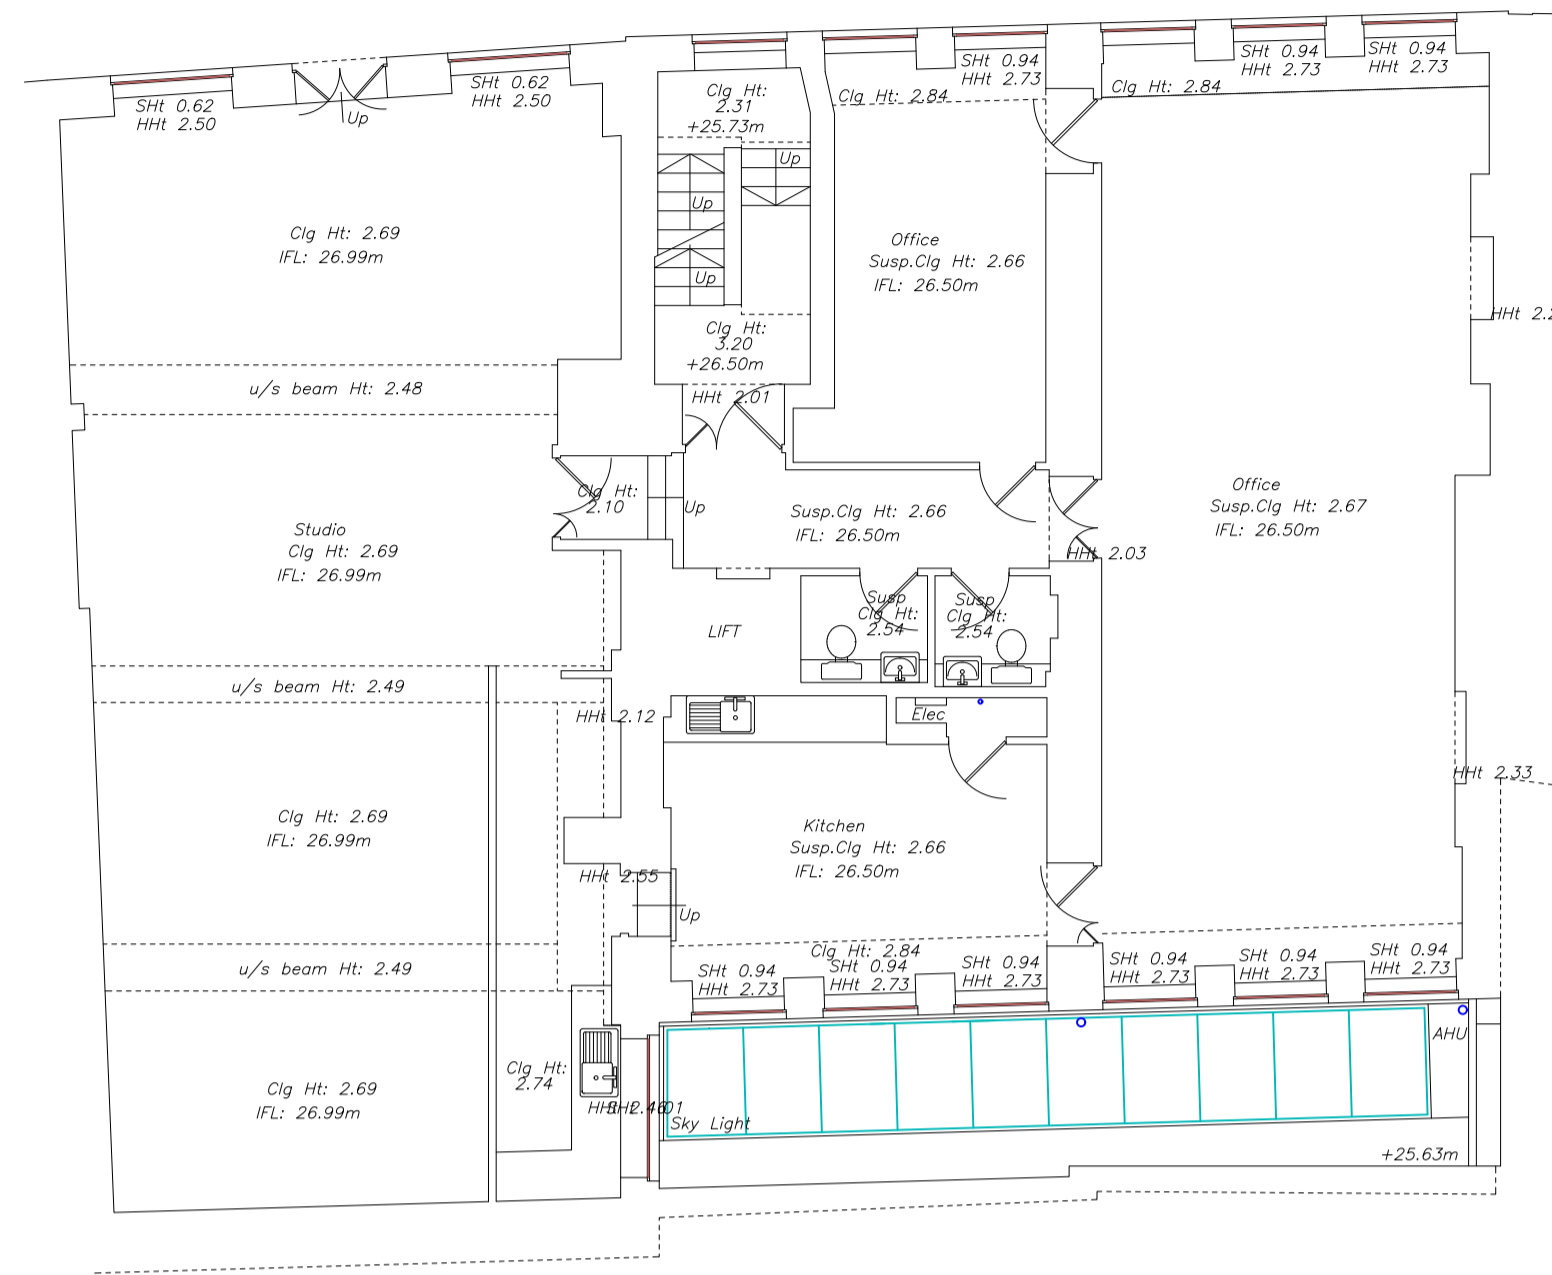 SHt 0.62
HHt 2.50
Up
SHt 0.62
HHt 2.50
Clg Ht:
2.31
+25.73m
Up
Up
Up
Clg Ht:
3.20
+26.50m
HHt 2.01
Clg Ht: 2.84
SHt 0.94
HHt 2.73
Clg Ht: 2.84
SHt 0.94
HHt 2.73
SHt 0.94
HHt 2.73
Clg Ht: 2.69
IFL: 26.99m
Office
Susp.Clg Ht: 2.66
IFL: 26.50m
u/s beam Ht: 2.48
Clg Ht:
2.10
Up
Studio
Clg Ht: 2.69
IFL: 26.99m
Susp.Clg Ht: 2.66
IFL: 26.50m
HHt 2.03
Office
Susp.Clg Ht: 2.67
IFL: 26.50m
LIFT
Susp
Clg Ht:
2.54
Susp
Clg Ht:
2.54
u/s beam Ht: 2.49
HHt 2.12
Elec
HHt 2.33
Clg Ht: 2.69
IFL: 26.99m
Kitchen
Susp.Clg Ht: 2.66
IFL: 26.50m
HHt 2.55
Up
u/s beam Ht: 2.49
Clg Ht: 2.84
SHt 0.94
HHt 2.73
SHt 0.94
HHt 2.73
SHt 0.94
HHt 2.73
SHt 0.94
HHt 2.73
SHt 0.94
HHt 2.73
SHt 0.94
HHt 2.73
AHU
Clg Ht:
2.74
Clg Ht: 2.69
IFL: 26.99m
Sky Light
+25.63m